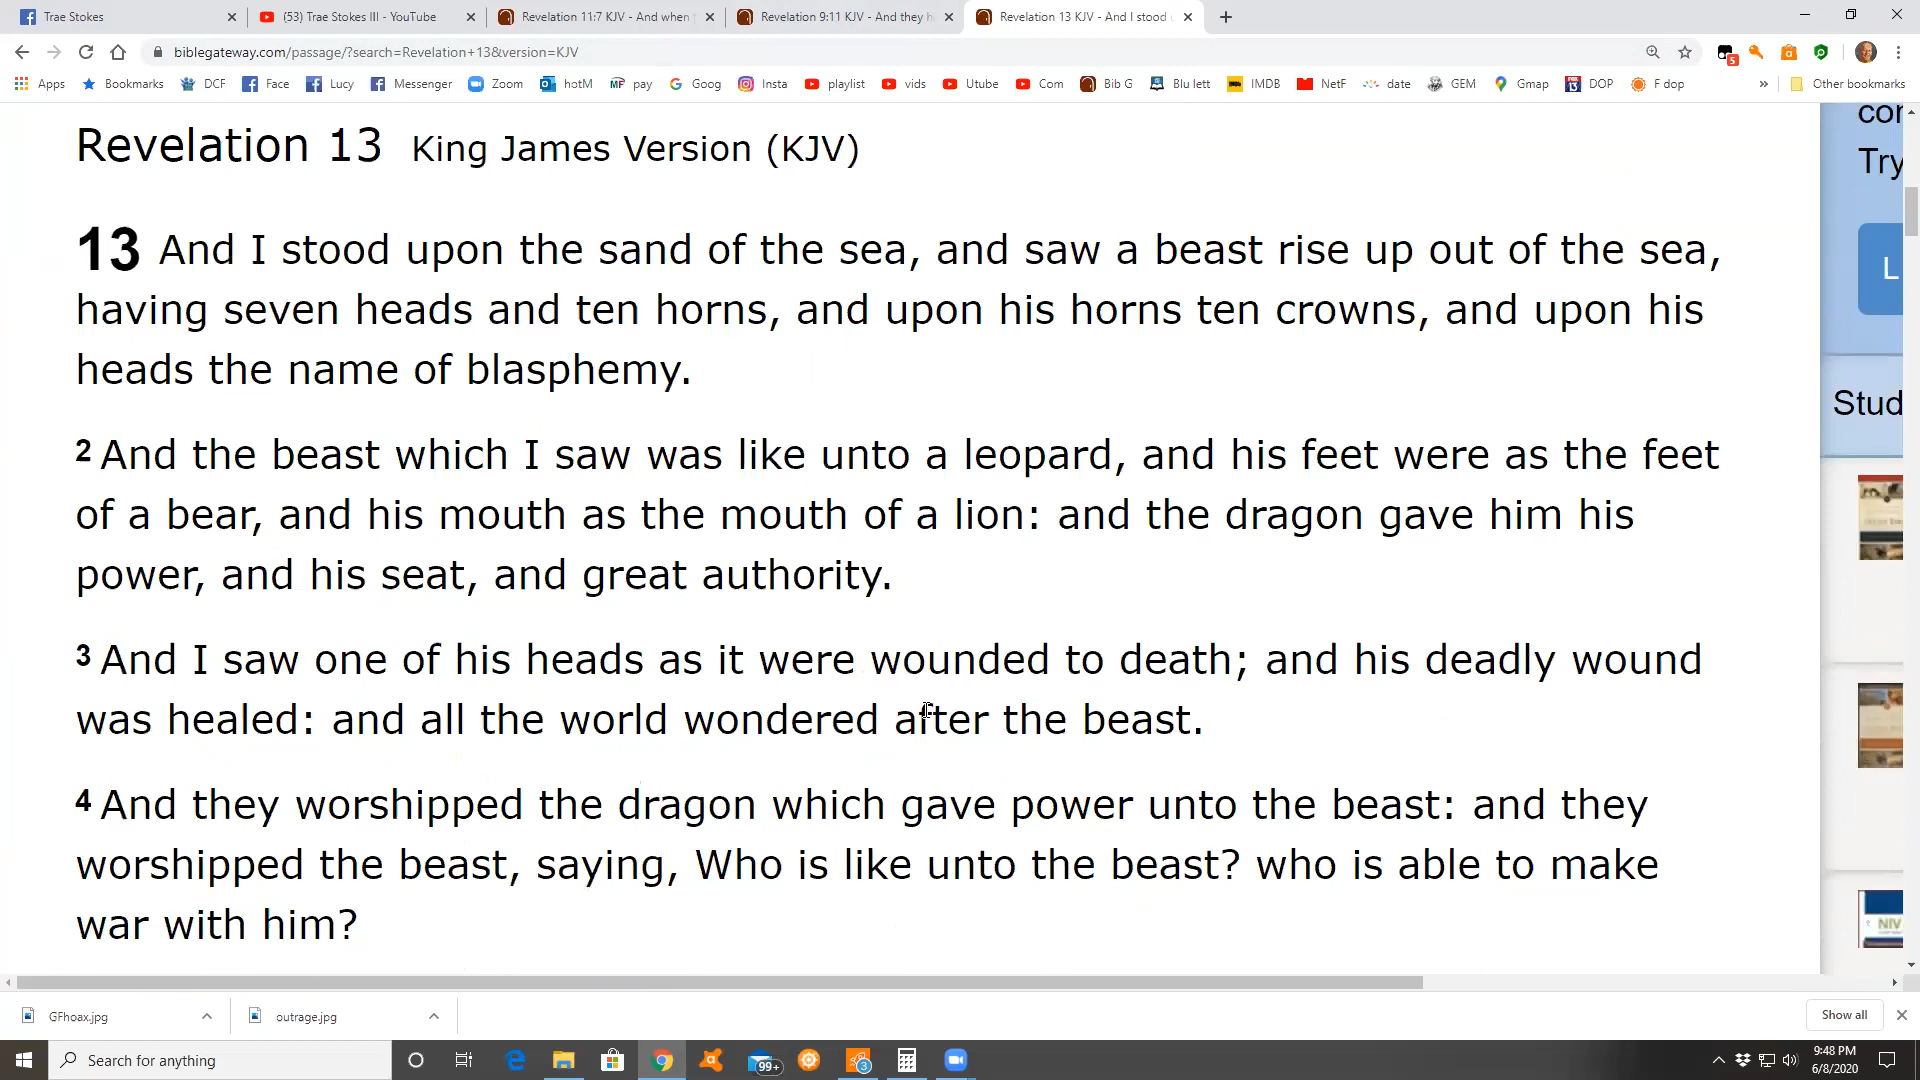 Trae Stokes
(53) Trae Stokes III - YouTube
Revelation 11:7 KJV - And when
Revelation 9:11 KJV - And they h
Revelation 13 KJV - And I stood
biblegateway.com/passage/?search=Revelation+13&version=KJV
5
Apps Bookmarks DCF Face Lucy Messenger Zoom hotM pay Goog Insta playlist vids Utube Com Bib G Blu lett IMDB NetF date GEM Gmap DOP F dop » Other bookmarks
Revelation 13 King James Version (KJV)
13 And I stood upon the sand of the sea, and saw a beast rise up out of the sea,
having seven heads and ten horns, and upon his horns ten crowns, and upon his
heads the name of blasphemy.
2 And the beast which I saw was like unto a leopard, and his feet were as the feet
of a bear, and his mouth as the mouth of a lion: and the dragon gave him his
power, and his seat, and great authority.
3 And I saw one of his heads as it were wounded to death; and his deadly wound
was healed: and all the world wondered after the beast.
4 And they worshipped the dragon which gave power unto the beast: and they
worshipped the beast, saying, Who is like unto the beast? who is able to make
war with him?
Try
L
Stud
NIV
GFhoax.jpg
outrage.jpg
Show all
Search for anything
99+
3
9:48 PM
6/8/2020